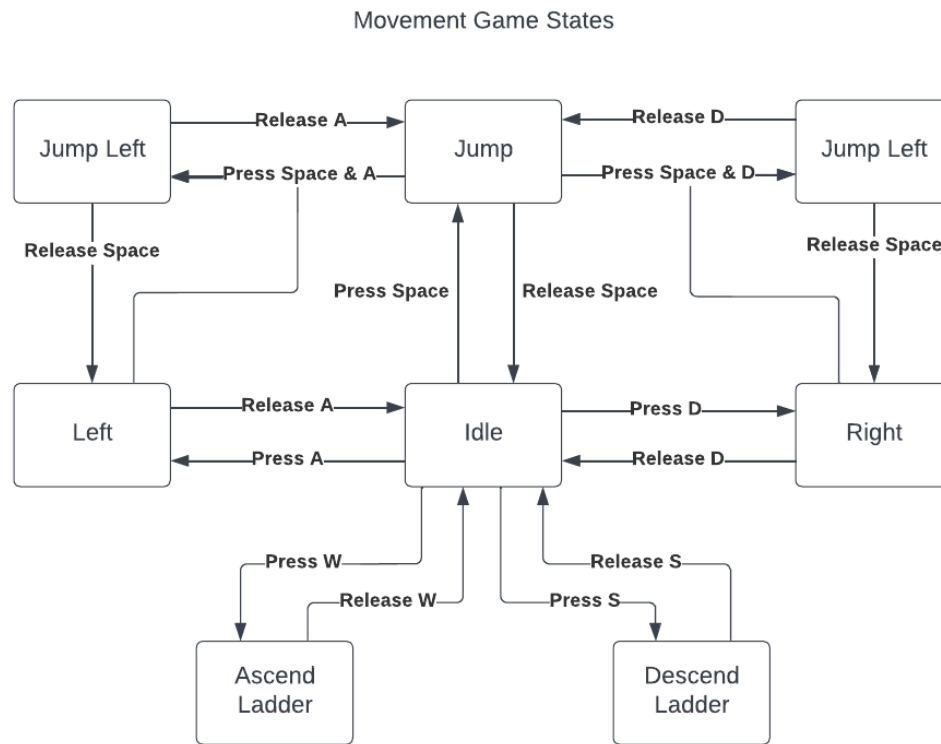 Movement Game States
Jump Left
Release A
Jump
Release D
Jump Left
Press Space & A
Press Space & D
Release Space
Press Space
Release Space
Release Space
Left
Release A
Idle
Press D
Right
Press A
Release D
Press W
Release S
Release W
Press S
Ascend
Ladder
Descend
Ladder